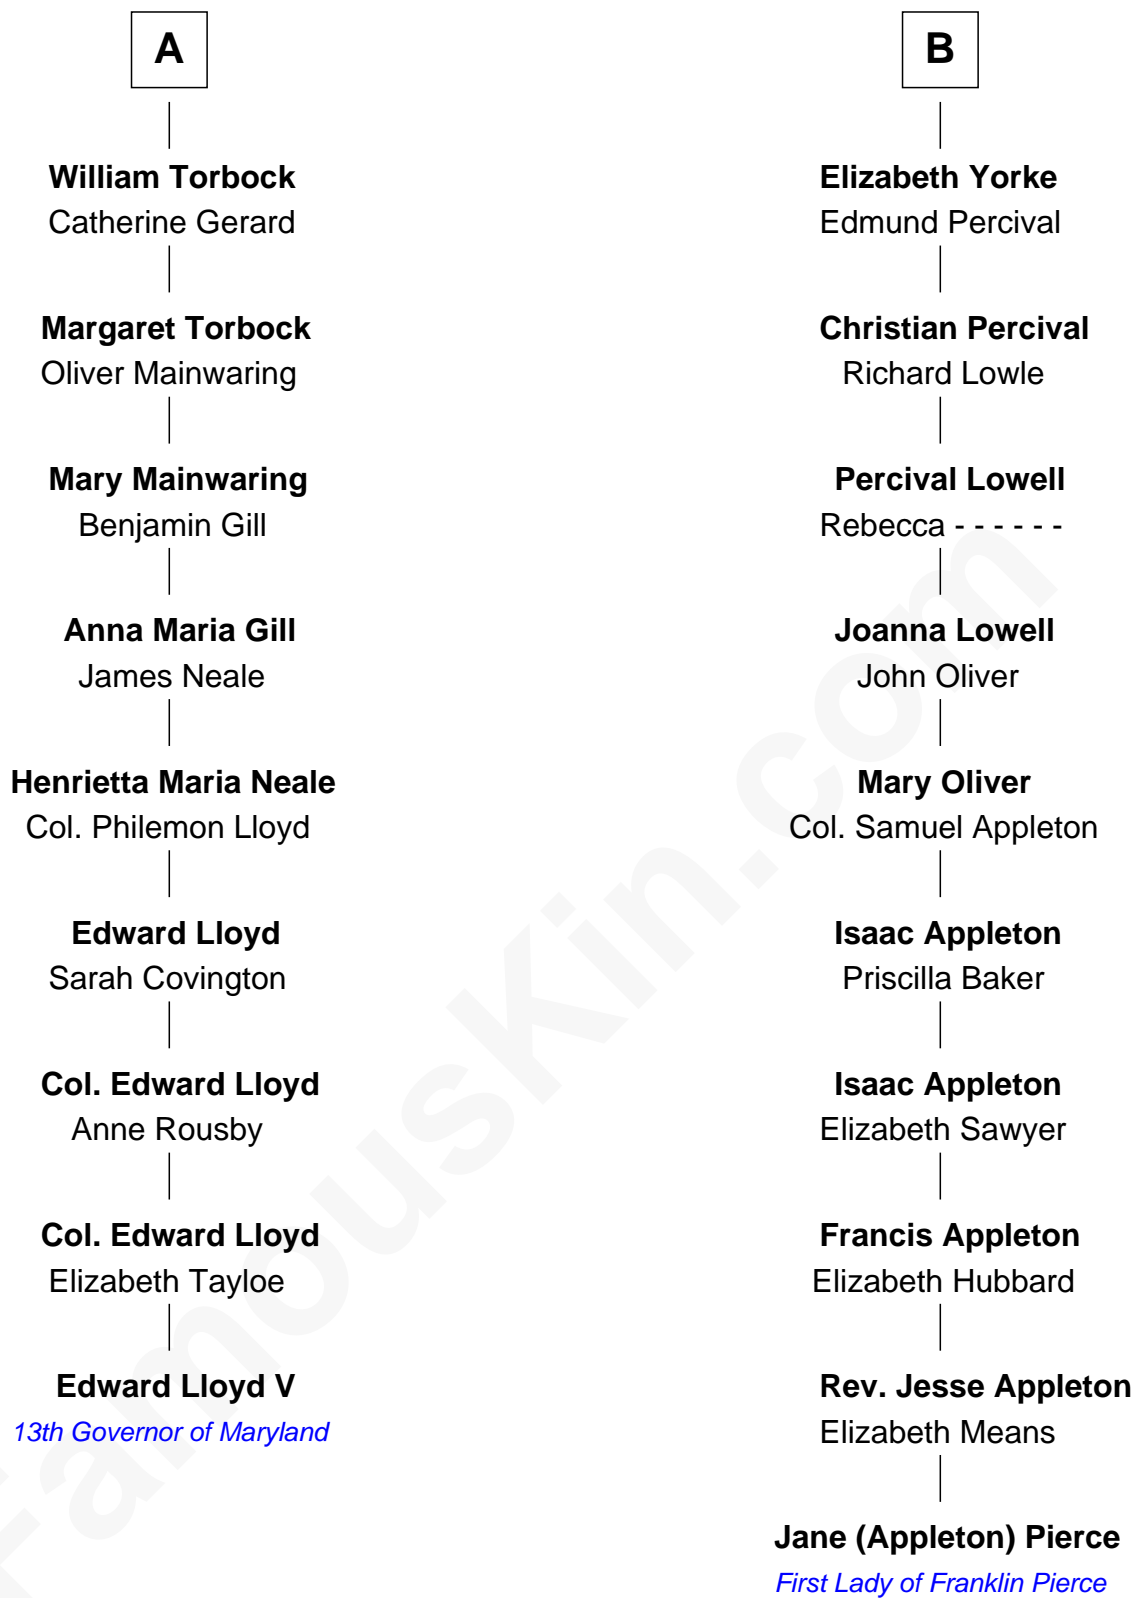 A
William Torbock
Catherine Gerard
Margaret Torbock
Oliver Mainwaring
Mary Mainwaring
Benjamin Gill
Anna Maria Gill
James Neale
Henrietta Maria Neale
Col. Philemon Lloyd
Edward Lloyd
Sarah Covington
Col. Edward Lloyd
Anne Rousby
Col. Edward Lloyd
Elizabeth Tayloe
Edward Lloyd V
13th Governor of Maryland
B
Elizabeth Yorke
Edmund Percival
Christian Percival
Richard Lowle
Percival Lowell
Rebecca - - - - - -
Joanna Lowell
John Oliver
Mary Oliver
Col. Samuel Appleton
Isaac Appleton
Priscilla Baker
Isaac Appleton
Elizabeth Sawyer
Francis Appleton
Elizabeth Hubbard
Rev. Jesse Appleton
Elizabeth Means
Jane (Appleton) Pierce
First Lady of Franklin Pierce
FamousKin.com